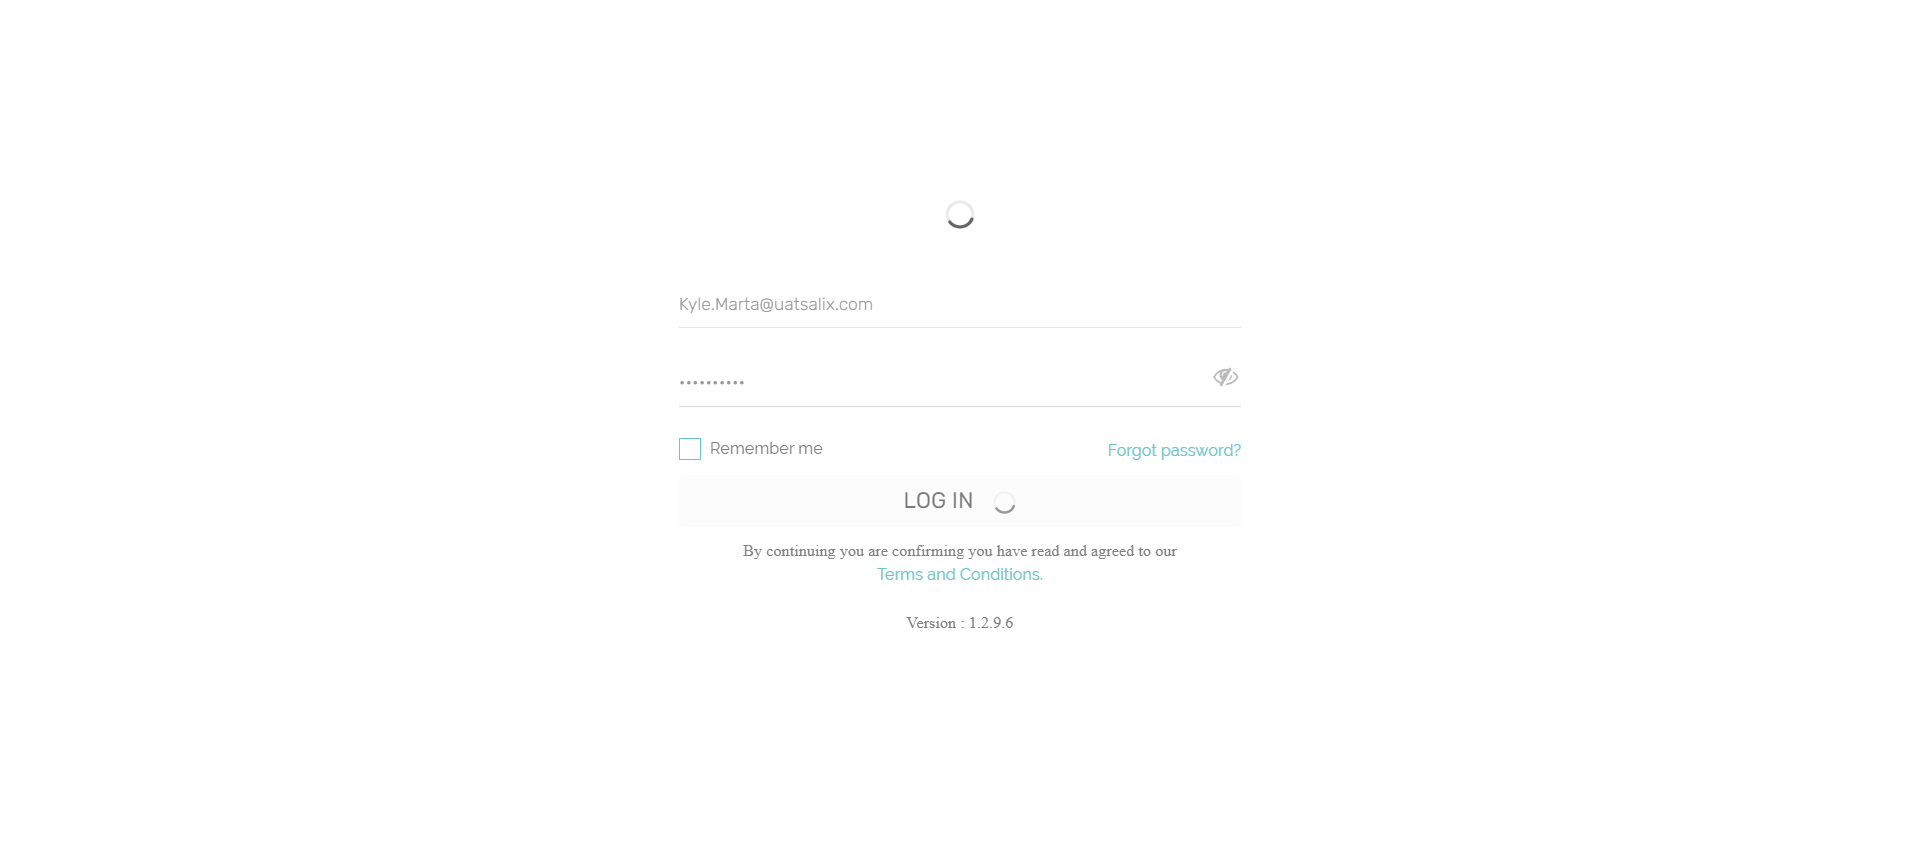 Kyle.Marta@uatsalix.com
••••••••••
Remember me
Forgot password?
LOG IN
By continuing you are confirming you have read and agreed to our
Terms and Conditions.
Version : 1.2.9.6